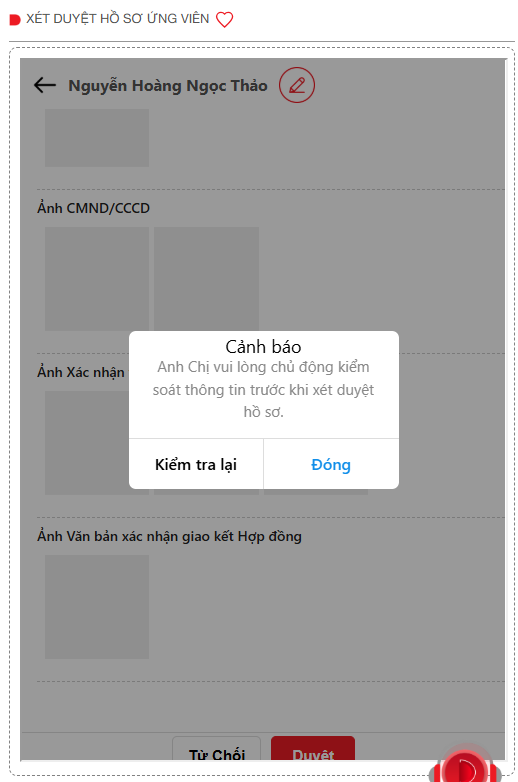 XÉT DUYỆT HỒ SƠ ỨNG VIÊN
Nguyễn Hoàng Ngọc Thảo
Ảnh CMND/CCCD
Cảnh báo
Anh Chị vui lòng chủ động kiểm
soát thông tin trước khi xét duyệt
hồ sơ.
Ảnh Xác nhận
Kiểm tra lại
Đóng
Ảnh Văn bản xác nhận giao kết Hợp đồng
Từ Chối
Duyệt